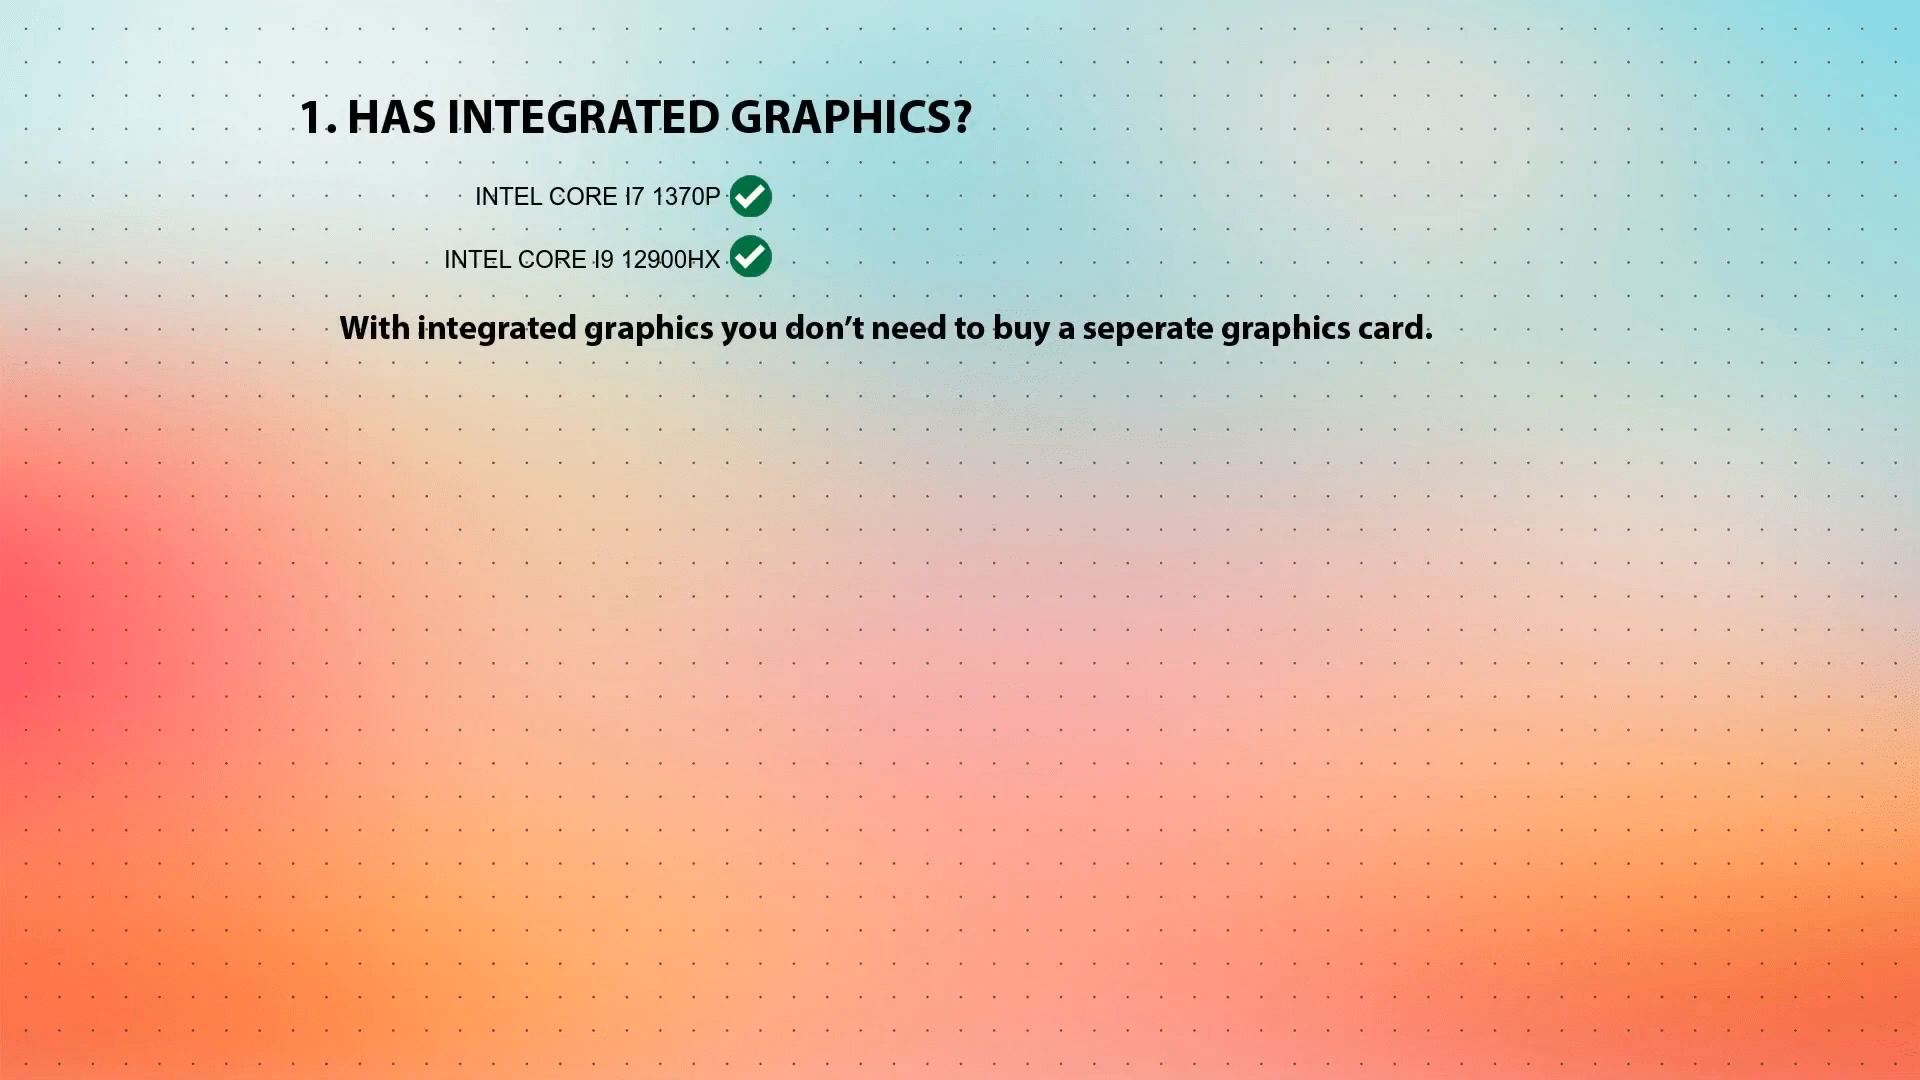 1. HAS INTEGRATED GRAPHICS?
INTEL CORE I7 1370P
INTEL CORE I9 12900HX
With integrated graphics you don’t need to buy a seperate graphics card.